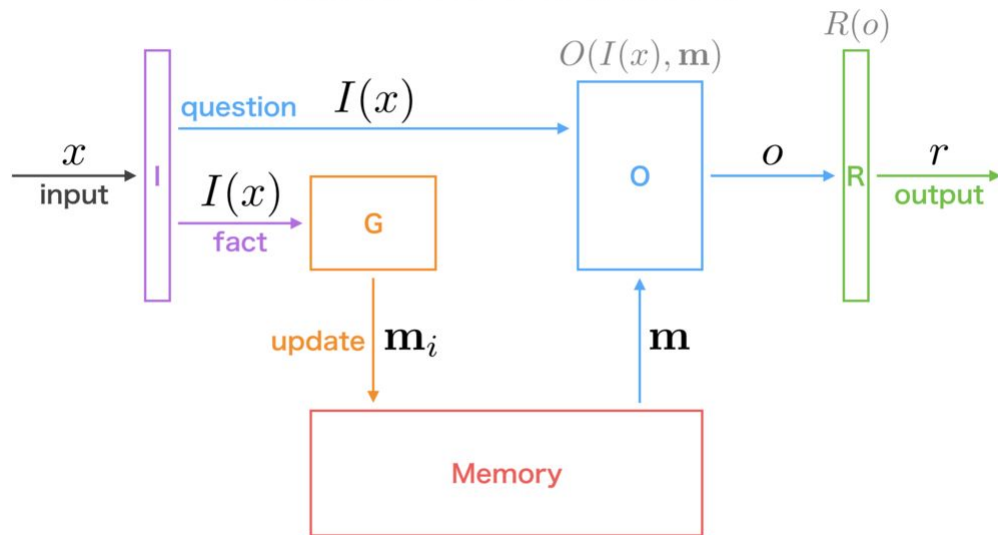 R(o)
O(I(x), m)
question I(x)
x
input
I
I(x)
fact
G
O
o
R
r
output
update m_i
m
Memory